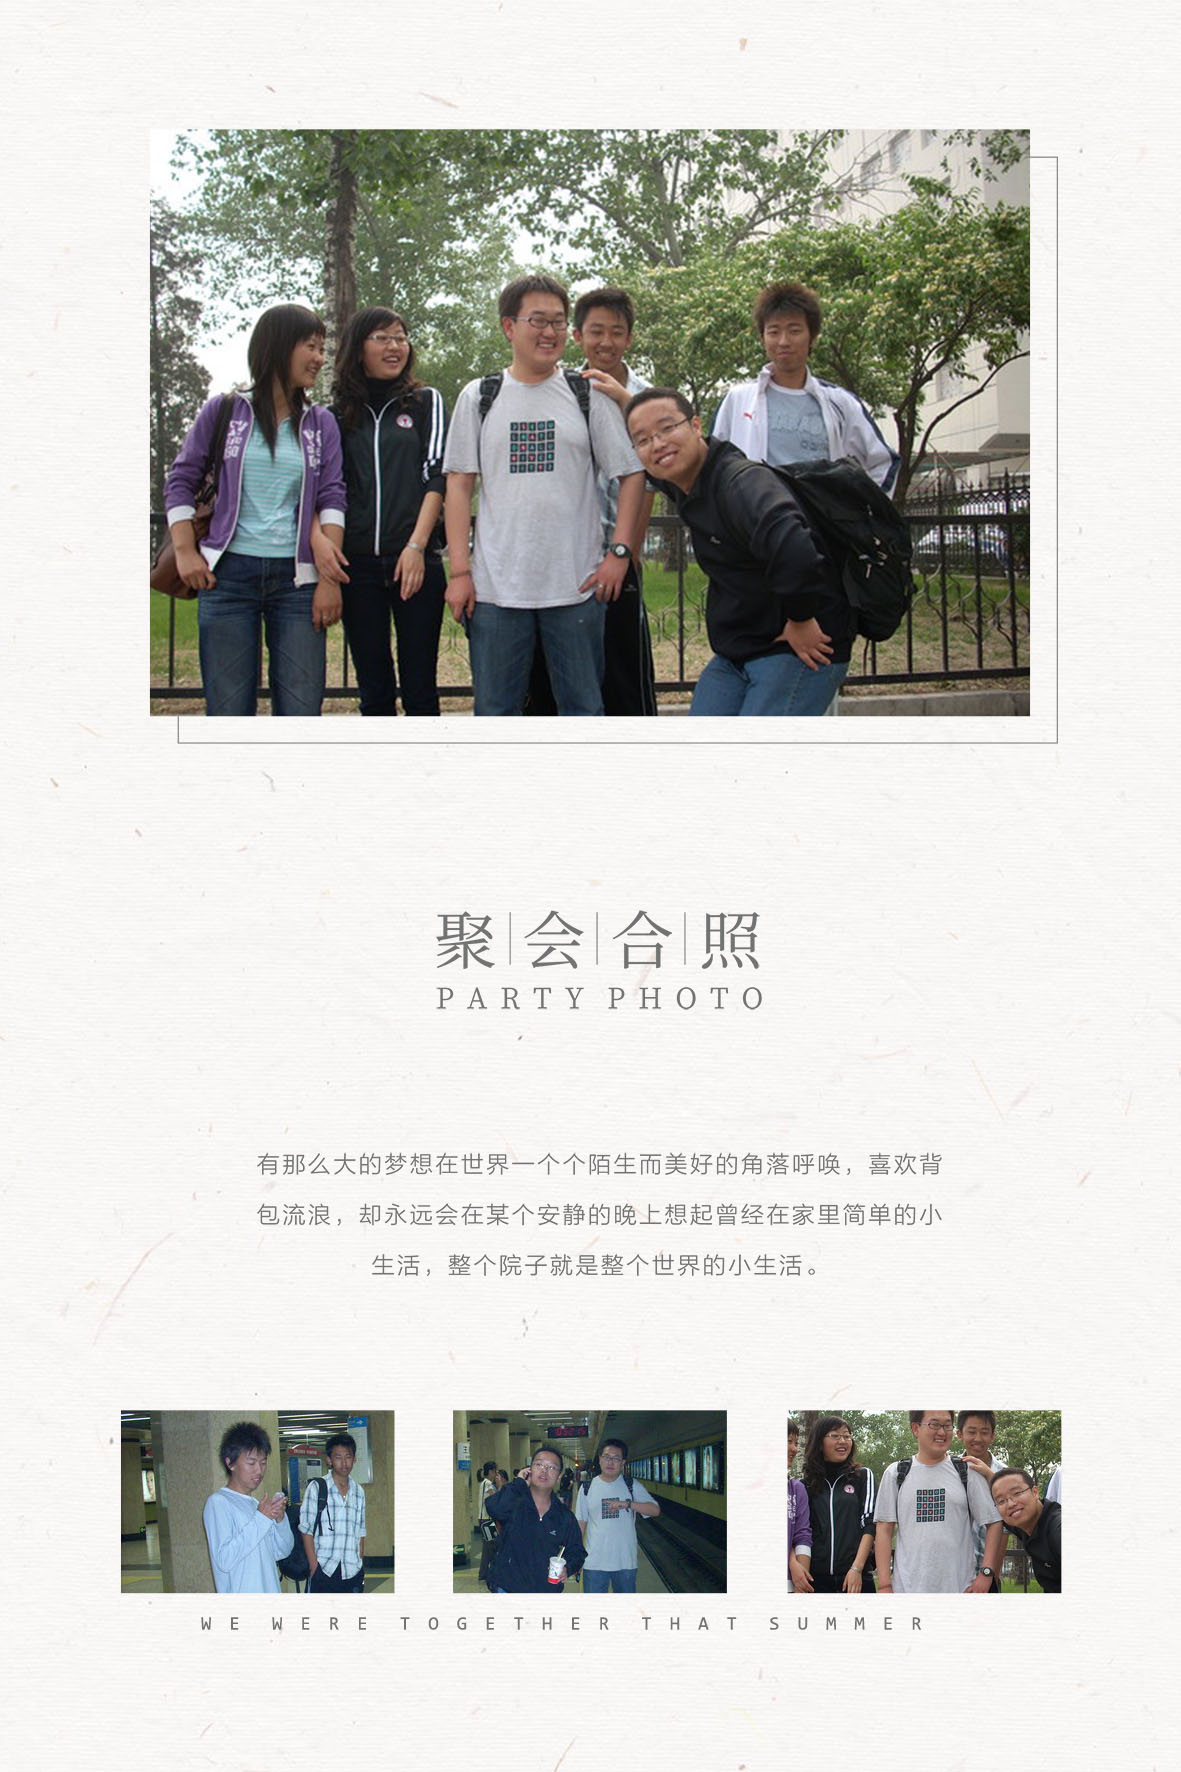 聚会合照
PARTY PHOTO
有那么大的梦想在世界一个个陌生而美好的角落呼唤，喜欢背
包流浪，却永远会在某个安静的晚上想起曾经在家里简单的小
生活，整个院子就是整个世界的小生活。
WE WERE TOGETHER THAT SUMMER